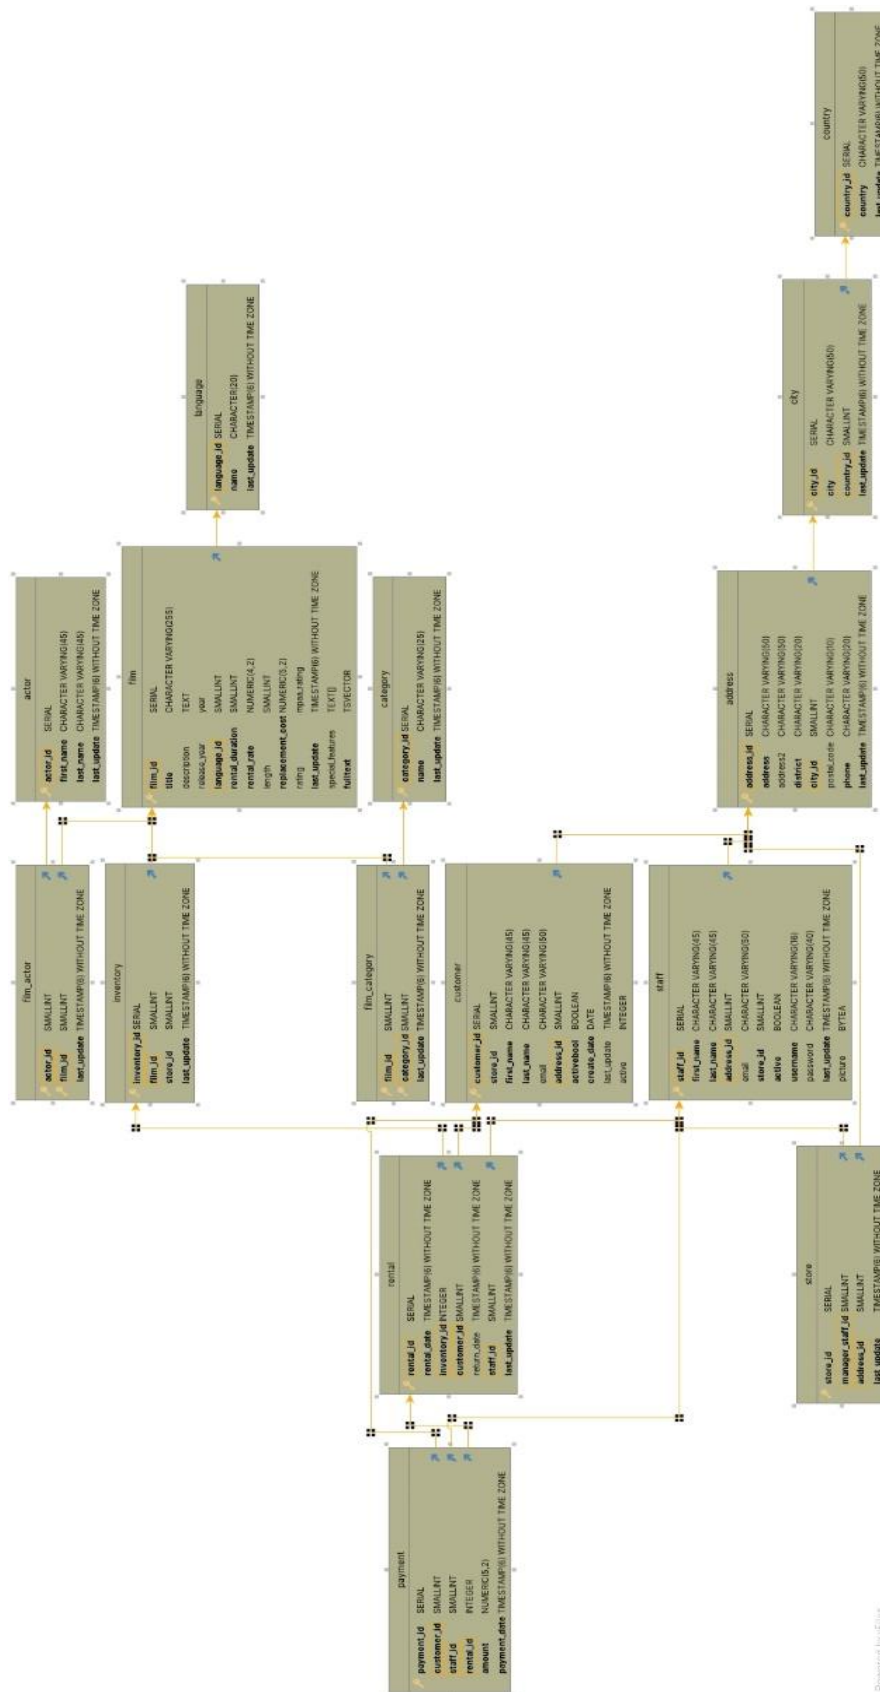 actor
actor_id SERIAL
first_name CHARACTER VARYING(45)
last_name CHARACTER VARYING(45)
last_update TIMESTAMP(6) WITHOUT TIME ZONE
film_actor
actor_id SMALLINT
film_id SMALLINT
last_update TIMESTAMP(6) WITHOUT TIME ZONE
inventory
inventory_id SERIAL
film_id SMALLINT
store_id SMALLINT
last_update TIMESTAMP(6) WITHOUT TIME ZONE
film
film_id SERIAL
title CHARACTER VARYING(255)
description TEXT
release_year year
language_id SMALLINT
rental_duration SMALLINT
rental_rate NUMERIC(4,2)
length SMALLINT
replacement_cost NUMERIC(5,2)
rating mpaa_rating
last_update TIMESTAMP(6) WITHOUT TIME ZONE
special_features TEXT[]
fulltext TSVECTOR
language
language_id SERIAL
name CHARACTER(20)
last_update TIMESTAMP(6) WITHOUT TIME ZONE
film_category
film_id SMALLINT
category_id SMALLINT
last_update TIMESTAMP(6) WITHOUT TIME ZONE
category
category_id SERIAL
name CHARACTER VARYING(25)
last_update TIMESTAMP(6) WITHOUT TIME ZONE
payment
payment_id SERIAL
customer_id SMALLINT
staff_id SMALLINT
rental_id INTEGER
amount NUMERIC(5,2)
payment_date TIMESTAMP(6) WITHOUT TIME ZONE
rental
rental_id SERIAL
rental_date TIMESTAMP(6) WITHOUT TIME ZONE
inventory_id INTEGER
customer_id SMALLINT
return_date TIMESTAMP(6) WITHOUT TIME ZONE
staff_id SMALLINT
last_update TIMESTAMP(6) WITHOUT TIME ZONE
customer
customer_id SERIAL
store_id SMALLINT
first_name CHARACTER VARYING(45)
last_name CHARACTER VARYING(45)
email CHARACTER VARYING(50)
address_id SMALLINT
activebool BOOLEAN
create_date DATE
last_update TIMESTAMP(6) WITHOUT TIME ZONE
active INTEGER
staff
staff_id SERIAL
first_name CHARACTER VARYING(45)
last_name CHARACTER VARYING(45)
address_id SMALLINT
email CHARACTER VARYING(50)
store_id SMALLINT
active BOOLEAN
username CHARACTER VARYING(16)
password CHARACTER VARYING(40)
last_update TIMESTAMP(6) WITHOUT TIME ZONE
picture BYTEA
address
address_id SERIAL
address CHARACTER VARYING(50)
address2 CHARACTER VARYING(50)
district CHARACTER VARYING(20)
city_id SMALLINT
postal_code CHARACTER VARYING(10)
phone CHARACTER VARYING(20)
last_update TIMESTAMP(6) WITHOUT TIME ZONE
city
city_id SERIAL
city CHARACTER VARYING(50)
country_id SMALLINT
last_update TIMESTAMP(6) WITHOUT TIME ZONE
country
country_id SERIAL
country CHARACTER VARYING(50)
last_update TIMESTAMP(6) WITHOUT TIME ZONE
store
store_id SERIAL
manager_staff_id SMALLINT
address_id SMALLINT
last_update TIMESTAMP(6) WITHOUT TIME ZONE